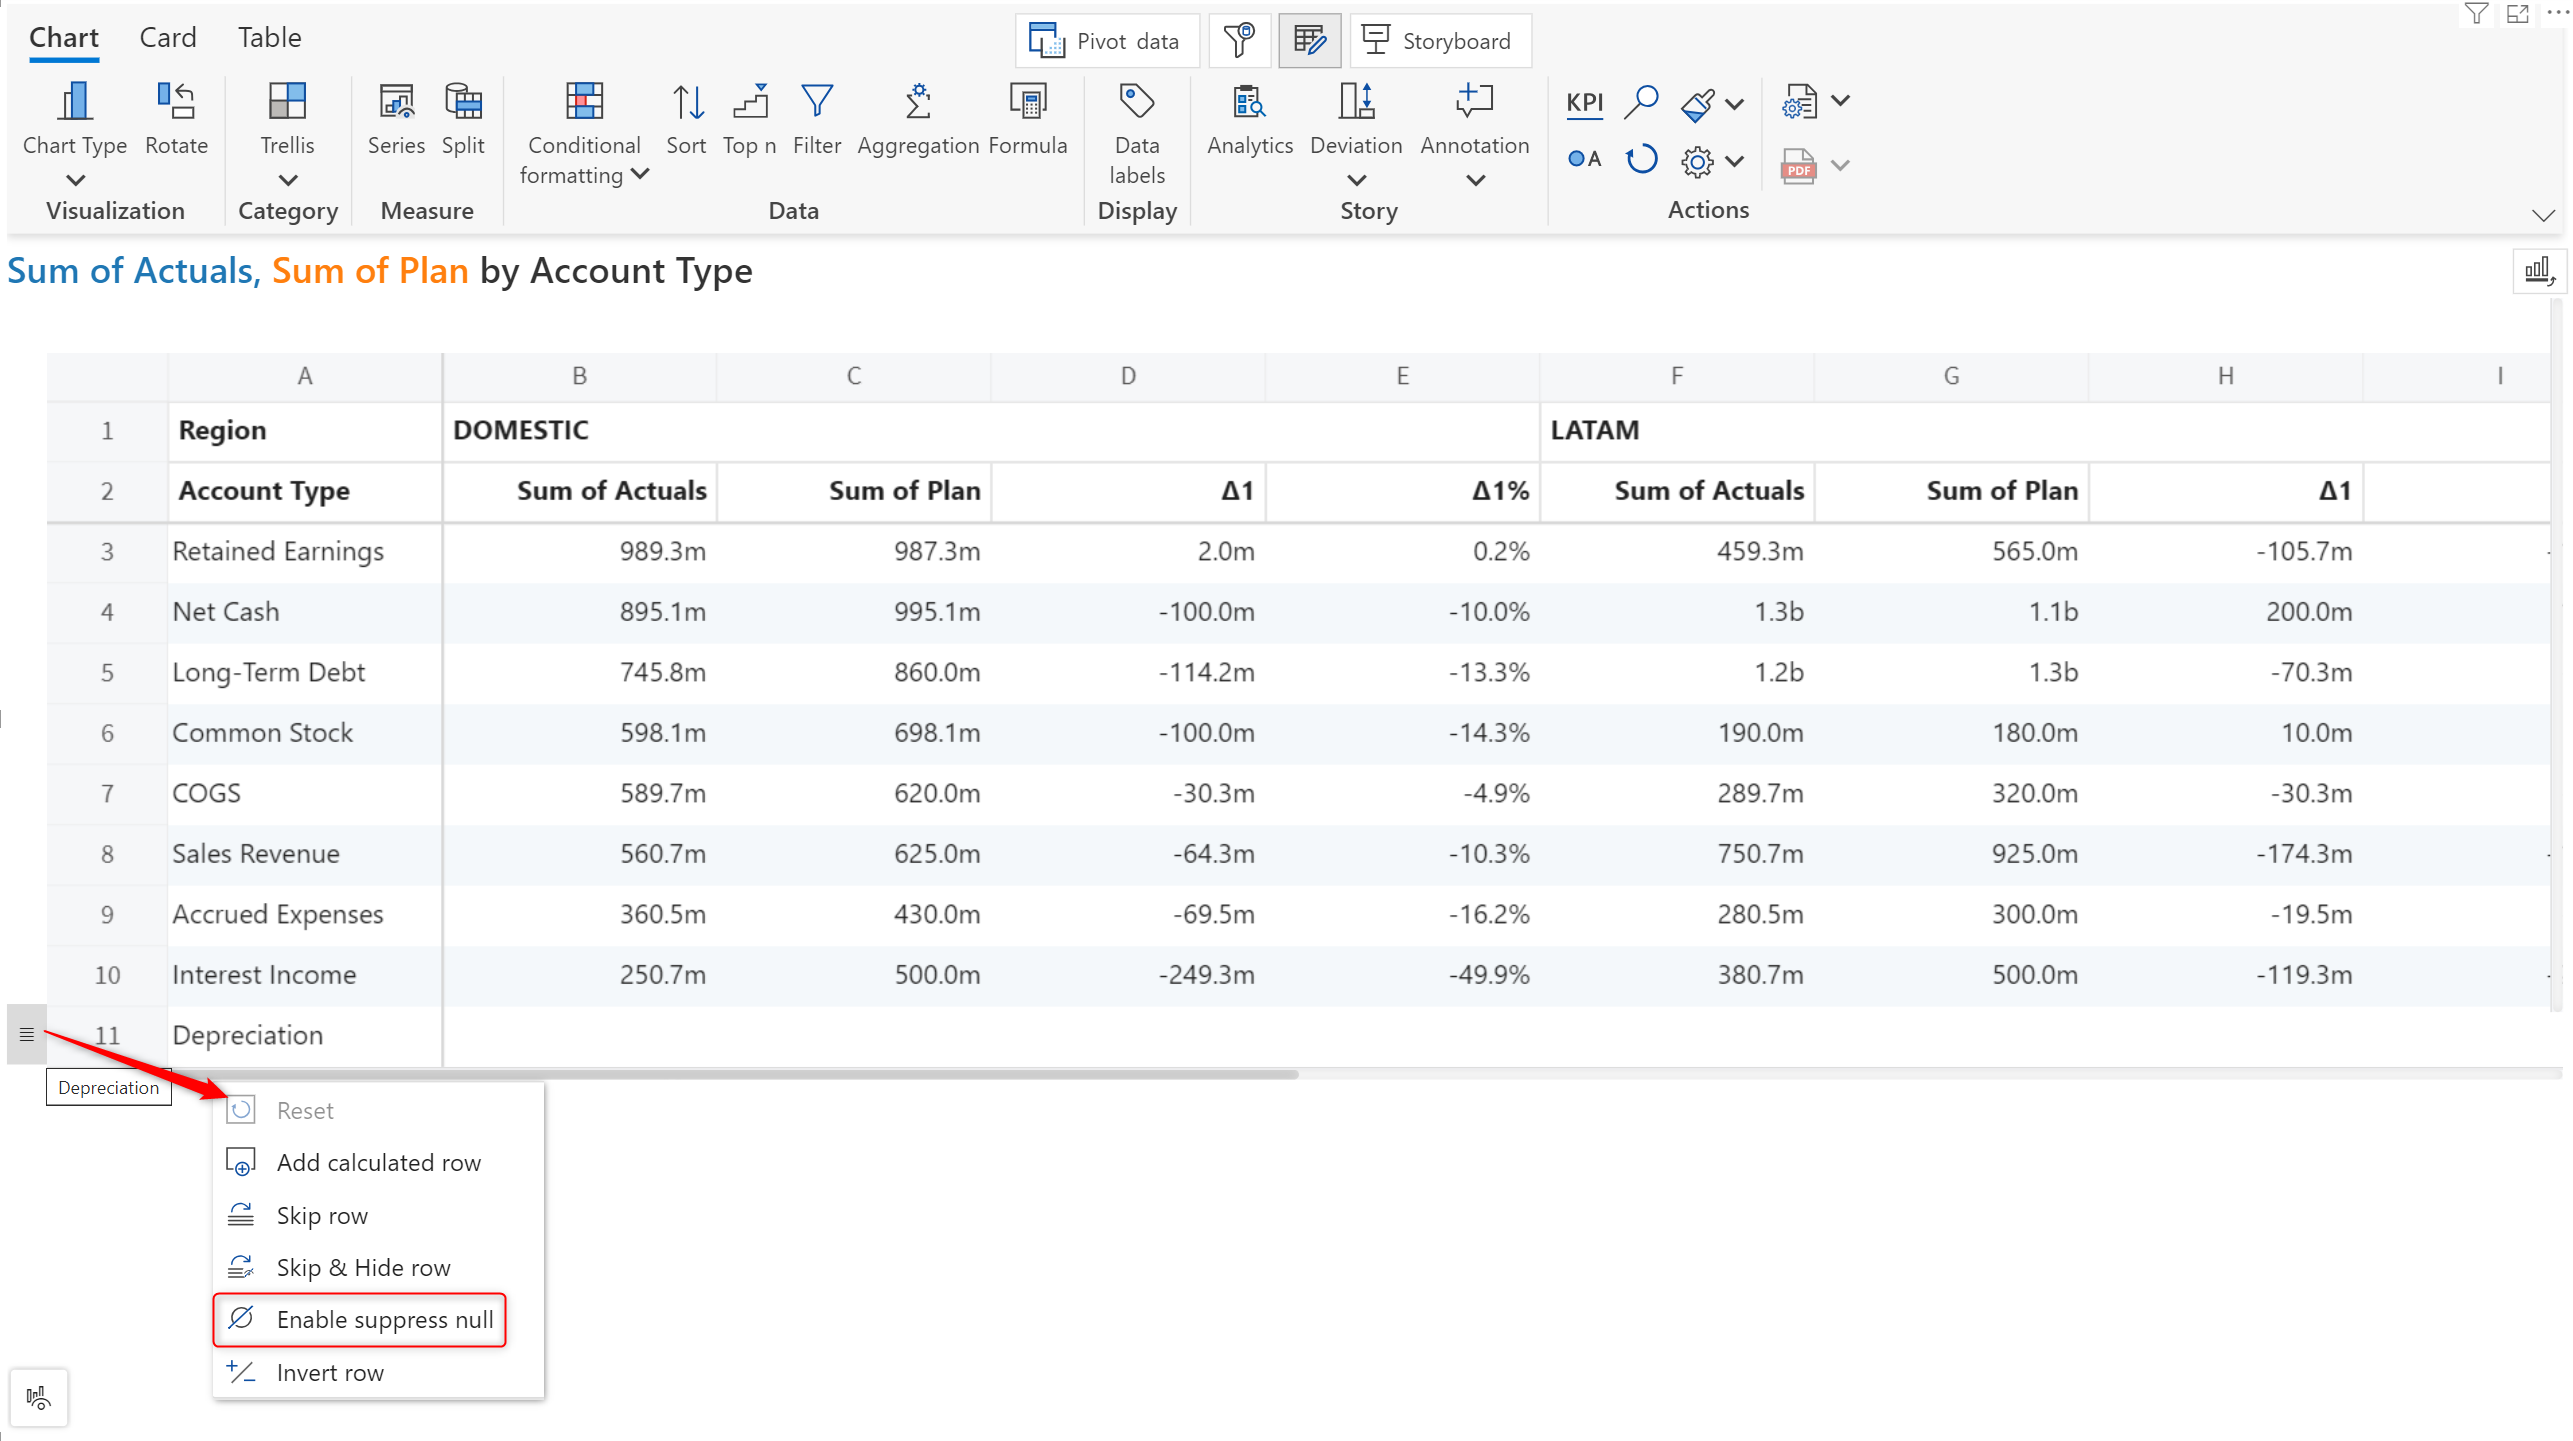 Chart Card Table
Pivot data
Storyboard
Chart Type Rotate
Visualization
Trellis
Category
Series Split
Measure
Conditional formatting Sort Top n Filter Aggregation Formula
Data
Data labels
Display
Analytics Deviation Annotation
Story
KPI
A
PDF
Actions
Sum of Actuals, Sum of Plan by Account Type
A B C D E F G H I
1 Region DOMESTIC LATAM
2 Account Type Sum of Actuals Sum of Plan Δ1 Δ1% Sum of Actuals Sum of Plan Δ1
3 Retained Earnings 989.3m 987.3m 2.0m 0.2% 459.3m 565.0m -105.7m -
4 Net Cash 895.1m 995.1m -100.0m -10.0% 1.3b 1.1b 200.0m
5 Long-Term Debt 745.8m 860.0m -114.2m -13.3% 1.2b 1.3b -70.3m
6 Common Stock 598.1m 698.1m -100.0m -14.3% 190.0m 180.0m 10.0m
7 COGS 589.7m 620.0m -30.3m -4.9% 289.7m 320.0m -30.3m
8 Sales Revenue 560.7m 625.0m -64.3m -10.3% 750.7m 925.0m -174.3m -
9 Accrued Expenses 360.5m 430.0m -69.5m -16.2% 280.5m 300.0m -19.5m
10 Interest Income 250.7m 500.0m -249.3m -49.9% 380.7m 500.0m -119.3m -
11 Depreciation
Depreciation
Reset
Add calculated row
Skip row
Skip & Hide row
Enable suppress null
Invert row